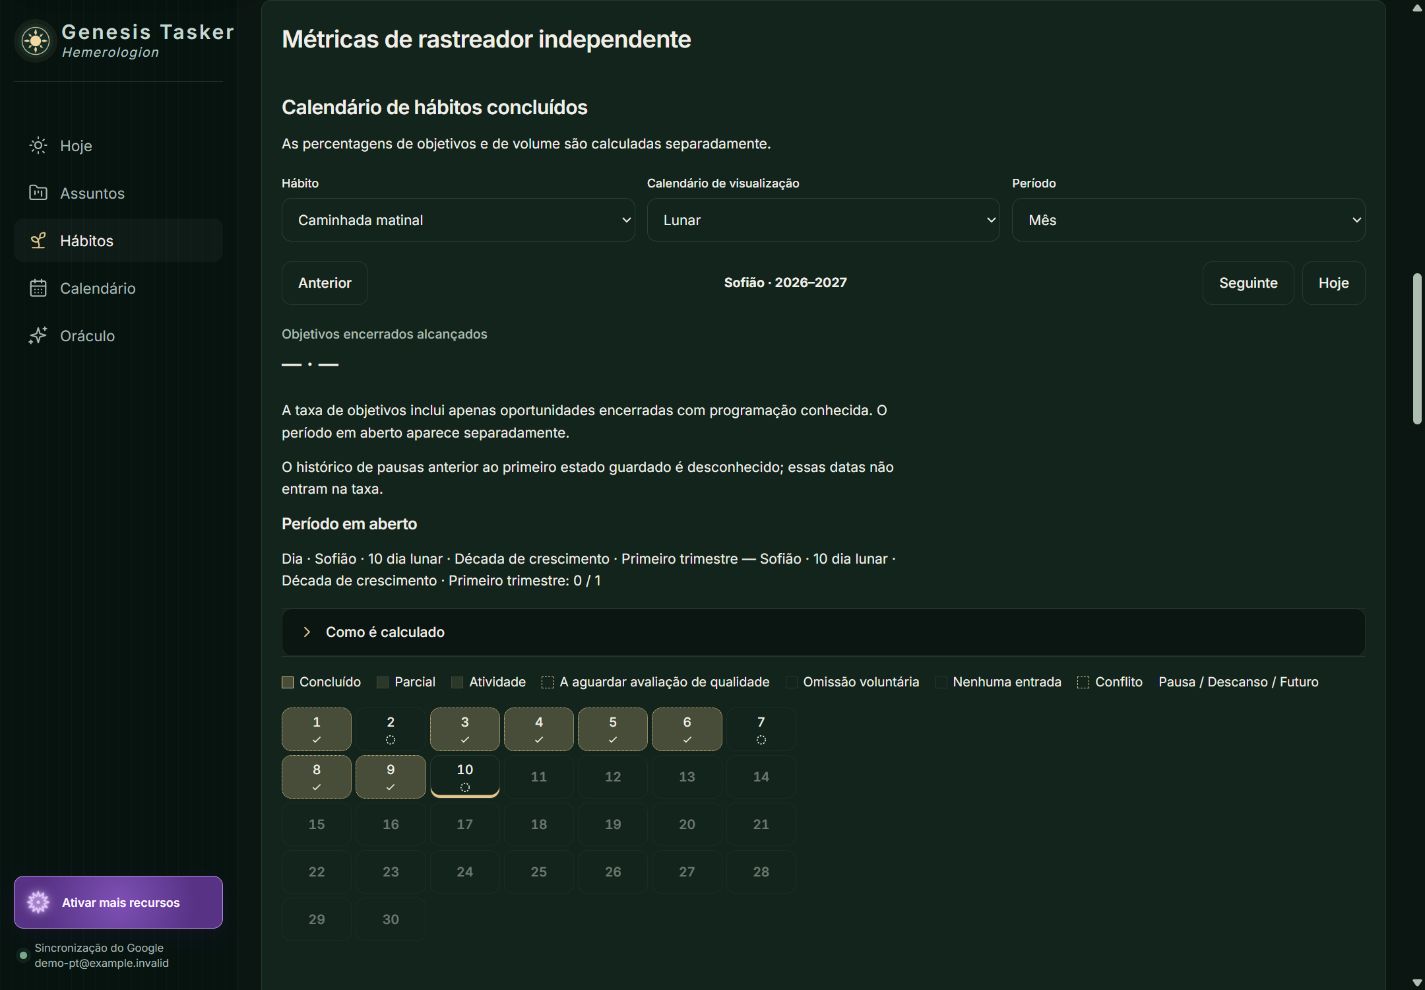 Genesis Tasker
Hemerologion
Hoje
Assuntos
Hábitos
Calendário
Oráculo
Ativar mais recursos
Sincronização do Google
demo-pt@example.invalid
Métricas de rastreador independente
Calendário de hábitos concluídos
As percentagens de objetivos e de volume são calculadas separadamente.
Hábito
Calendário de visualização
Período
Caminhada matinal
Lunar
Mês
Anterior
Sofião · 2026–2027
Seguinte
Hoje
Objetivos encerrados alcançados
— · —
A taxa de objetivos inclui apenas oportunidades encerradas com programação conhecida. O
período em aberto aparece separadamente.
O histórico de pausas anterior ao primeiro estado guardado é desconhecido; essas datas não
entram na taxa.
Período em aberto
Dia · Sofião · 10 dia lunar · Década de crescimento · Primeiro trimestre — Sofião · 10 dia lunar ·
Década de crescimento · Primeiro trimestre: 0 / 1
Como é calculado
Concluído Parcial Atividade A aguardar avaliação de qualidade Omissão voluntária Nenhuma entrada Conflito Pausa / Descanso / Futuro
1 2 3 4 5 6 7
8 9 10 11 12 13 14
15 16 17 18 19 20 21
22 23 24 25 26 27 28
29 30